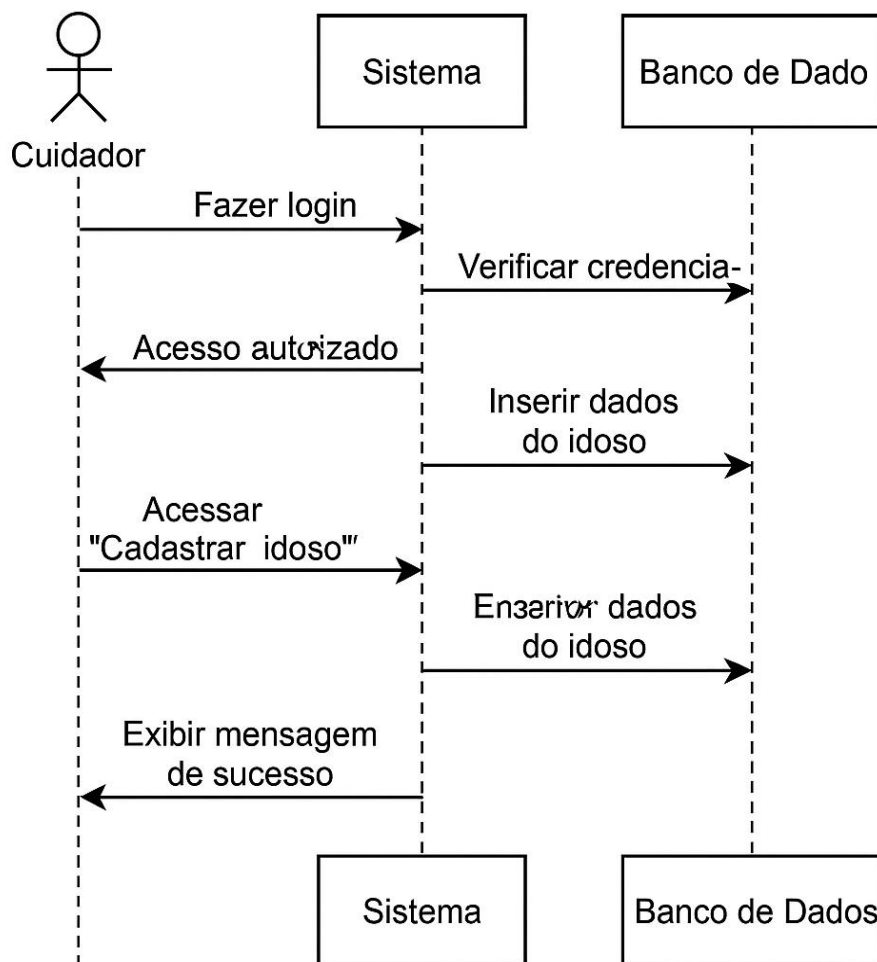 Sistema
Banco de Dado
Cuidador
Fazer login
Verificar credencia-
Acesso autorizado
Inserir dados
do idoso
Acessar
"Cadastrar idoso"
dados
do idoso
Exibir mensagem
de sucesso
Sistema
Banco de Dados